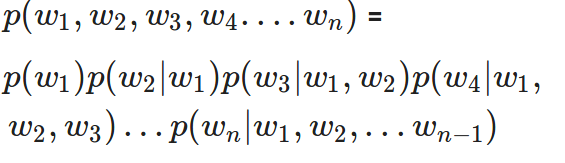 p(w₁, w₂, w₃, w₄....wₙ) =
p(w₁)p(w₂|w₁)p(w₃|w₁, w₂)p(w₄|w₁,
w₂, w₃)...p(wₙ|w₁, w₂,...wₙ₋₁)